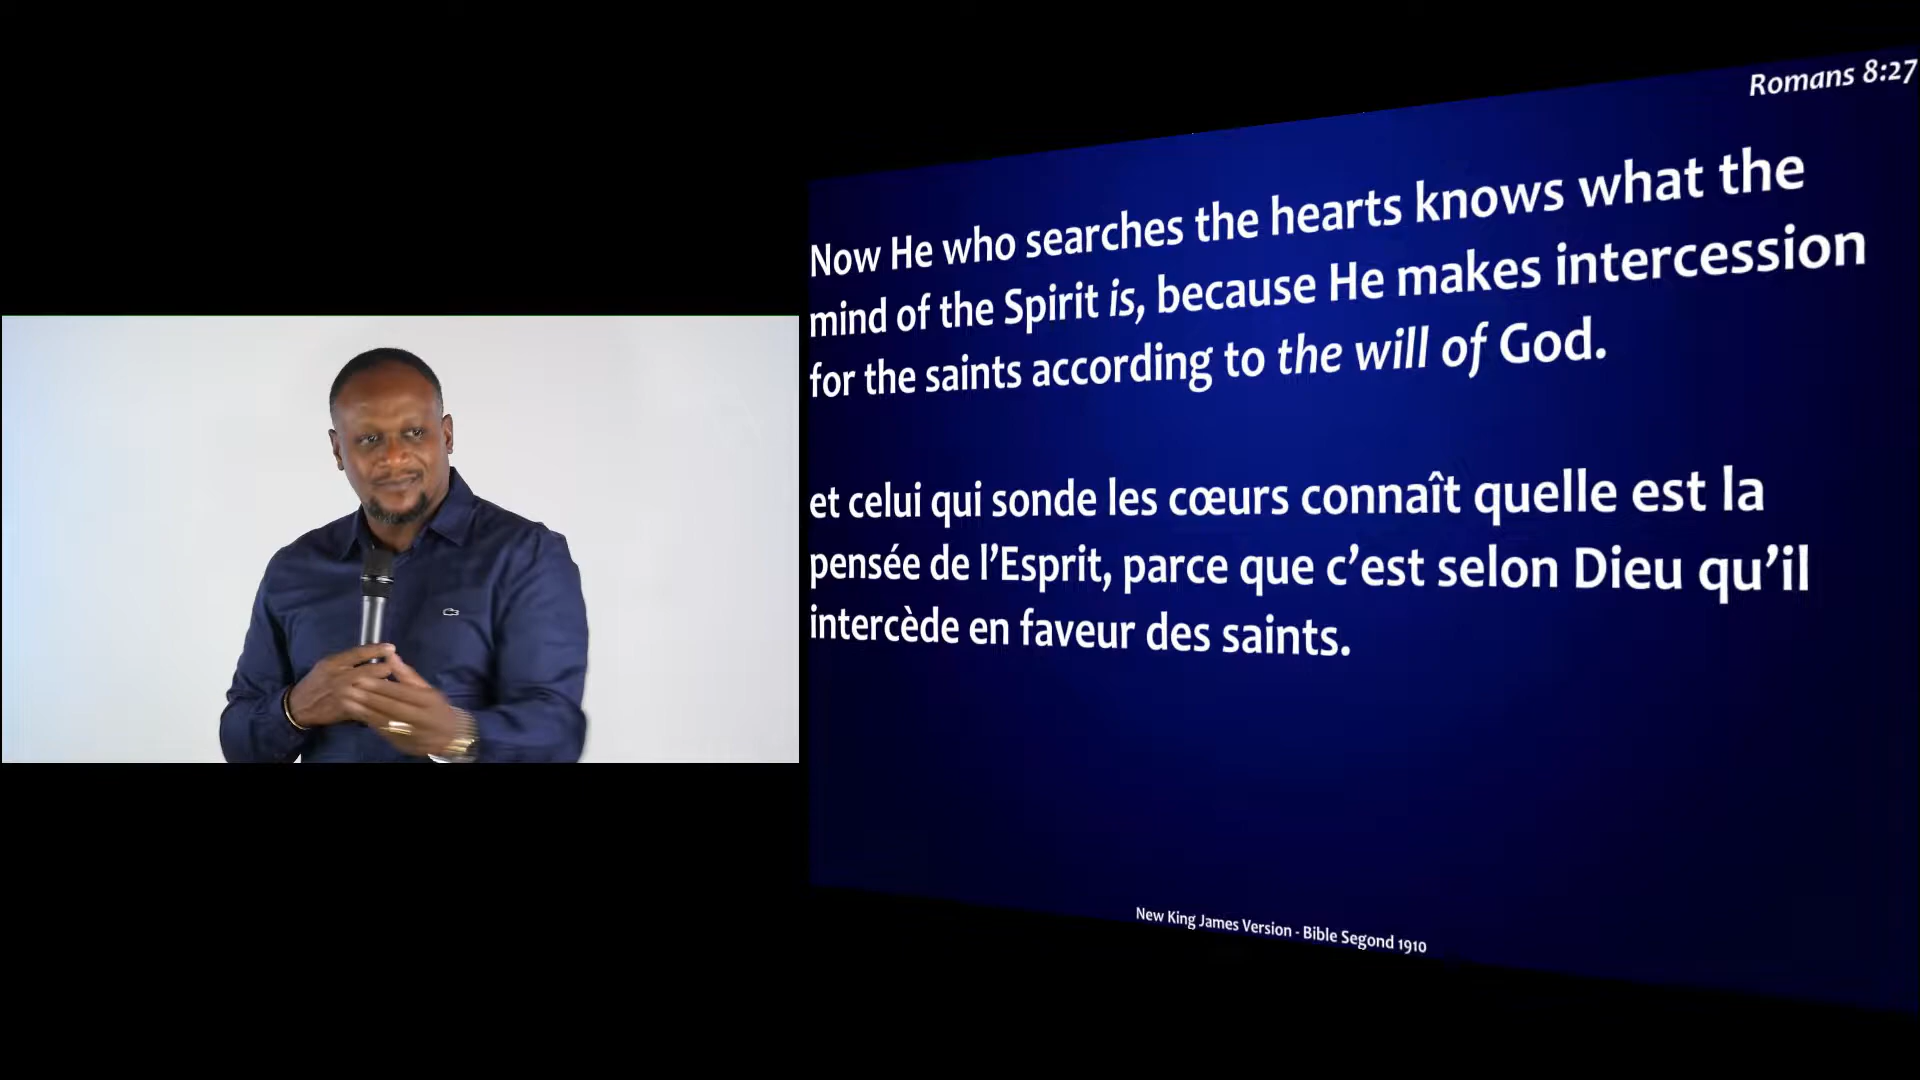 Romans 8:27
Now He who searches the hearts knows what the
mind of the Spirit is, because He makes intercession
for the saints according to the will of God.
et celui qui sonde les cœurs connaît quelle est la
pensée de l’Esprit, parce que c’est selon Dieu qu’il
intercède en faveur des saints.
New King James Version - Bible Segond 1910